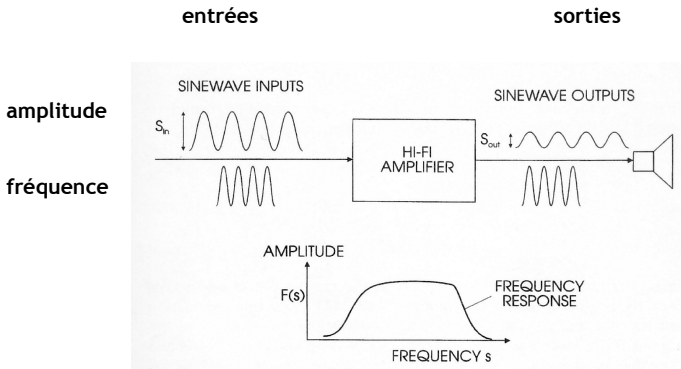 entrées
sorties
SINEWAVE INPUTS
SINEWAVE OUTPUTS
amplitude
Sin
HI-FI
AMPLIFIER
Sout
fréquence
AMPLITUDE
F(s)
FREQUENCY
RESPONSE
FREQUENCY s